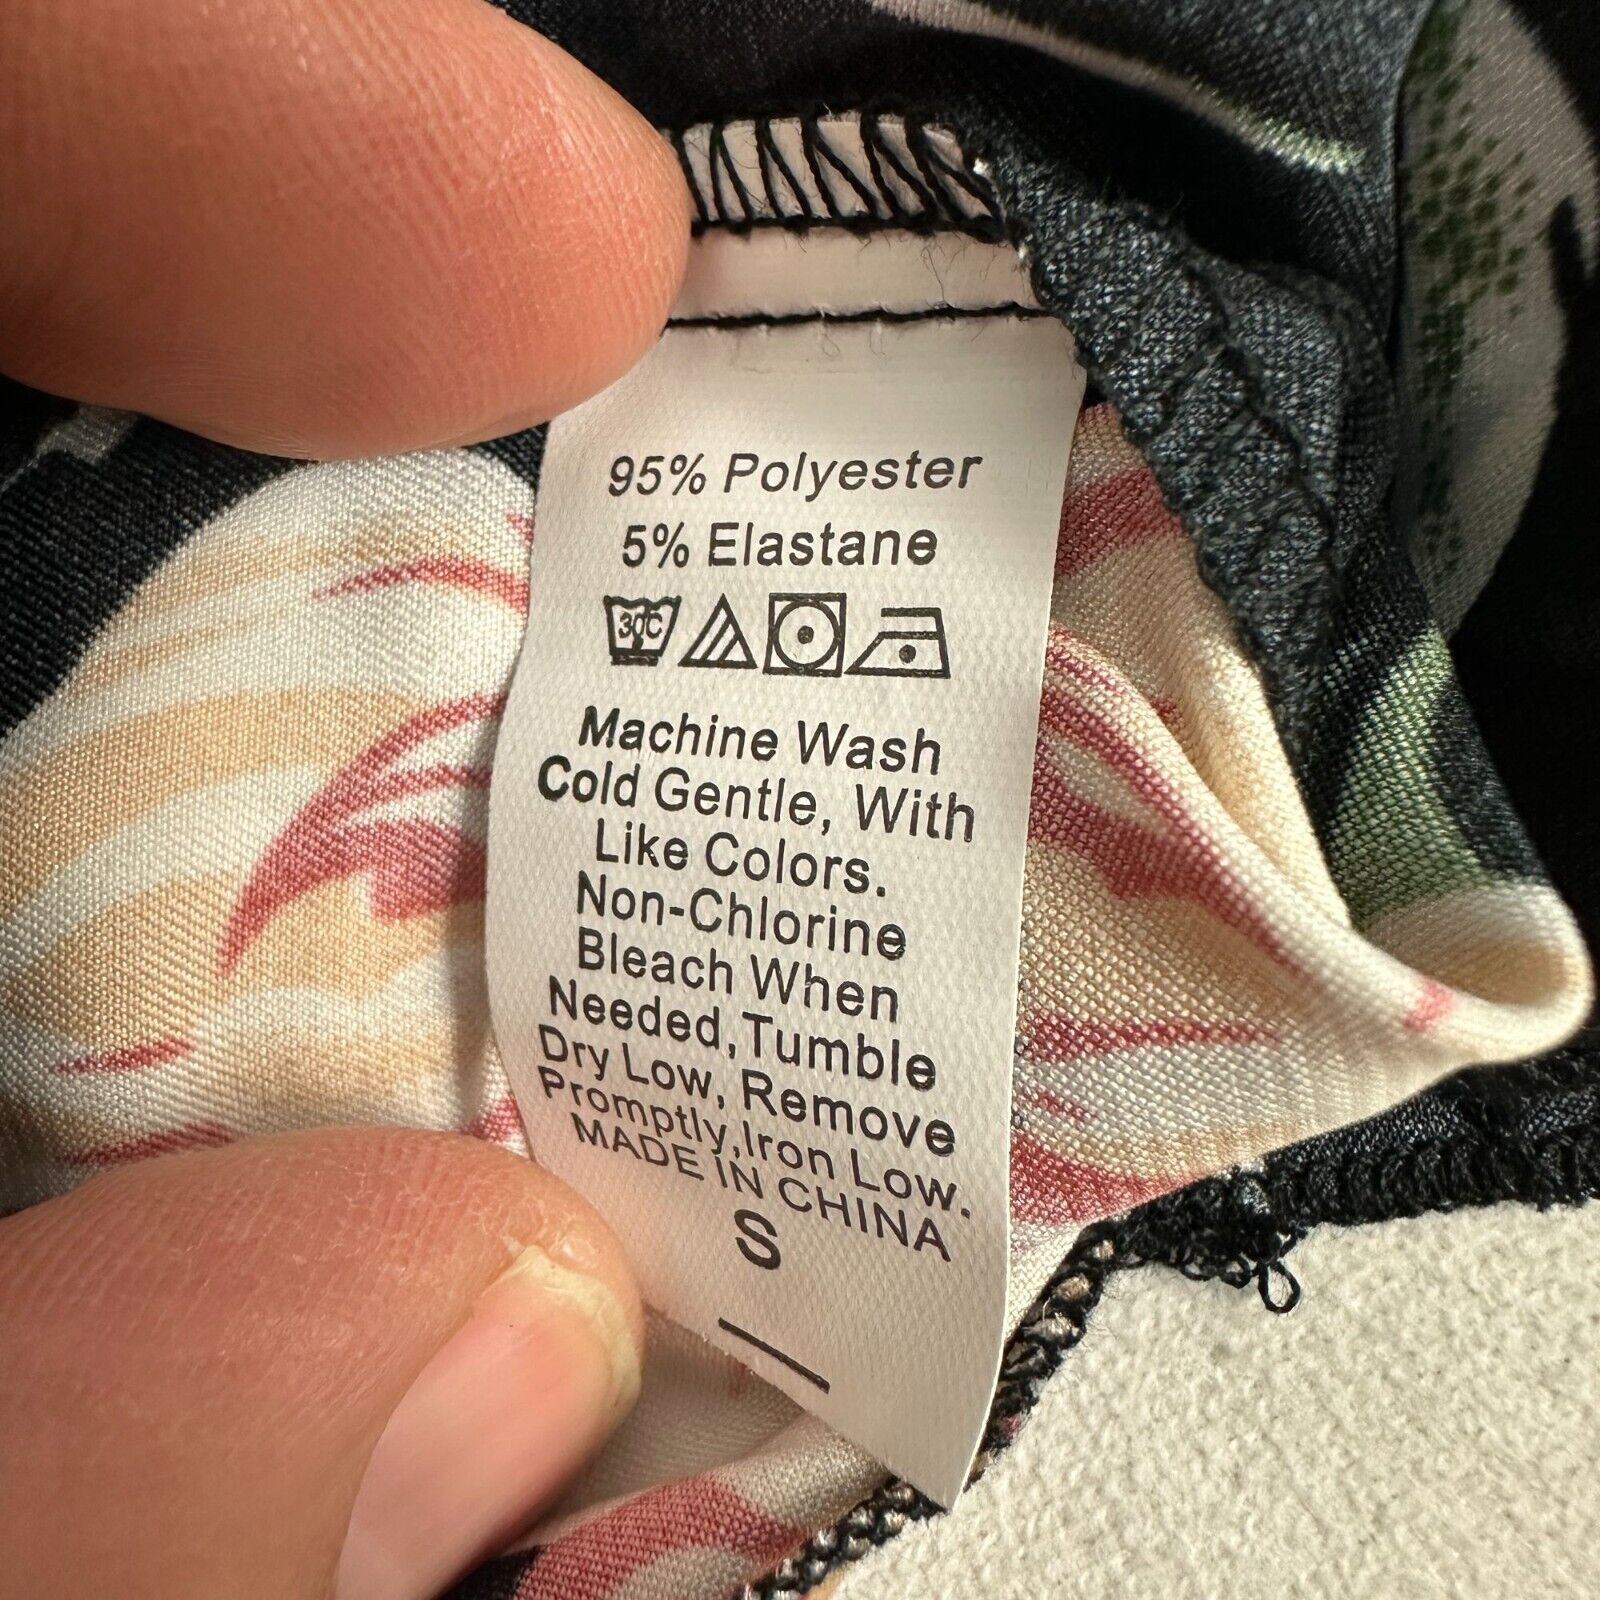 95% Polyester
5% Elastane
30°C
Machine Wash
Cold Gentle, With
Like Colors.
Non-Chlorine
Bleach When
Needed,Tumble
Dry Low, Remove
Promptly,Iron Low.
MADE IN CHINA
S